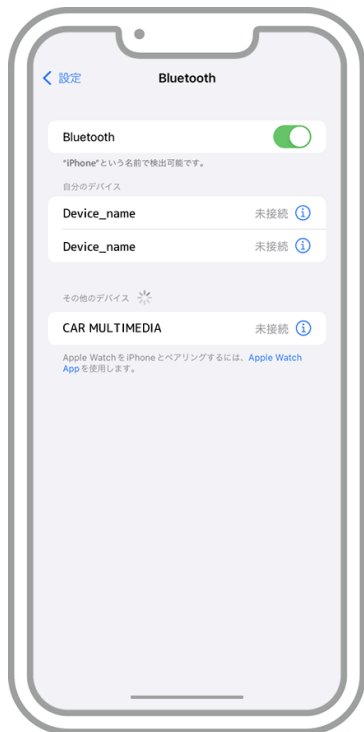 設定
Bluetooth
Bluetooth
"iPhone"という名前で検出可能です。
自分のデバイス
Device_name 未接続
Device_name 未接続
その他のデバイス
CAR MULTIMEDIA 未接続
Apple WatchをiPhoneとペアリングするには、Apple Watch
Appを使用します。